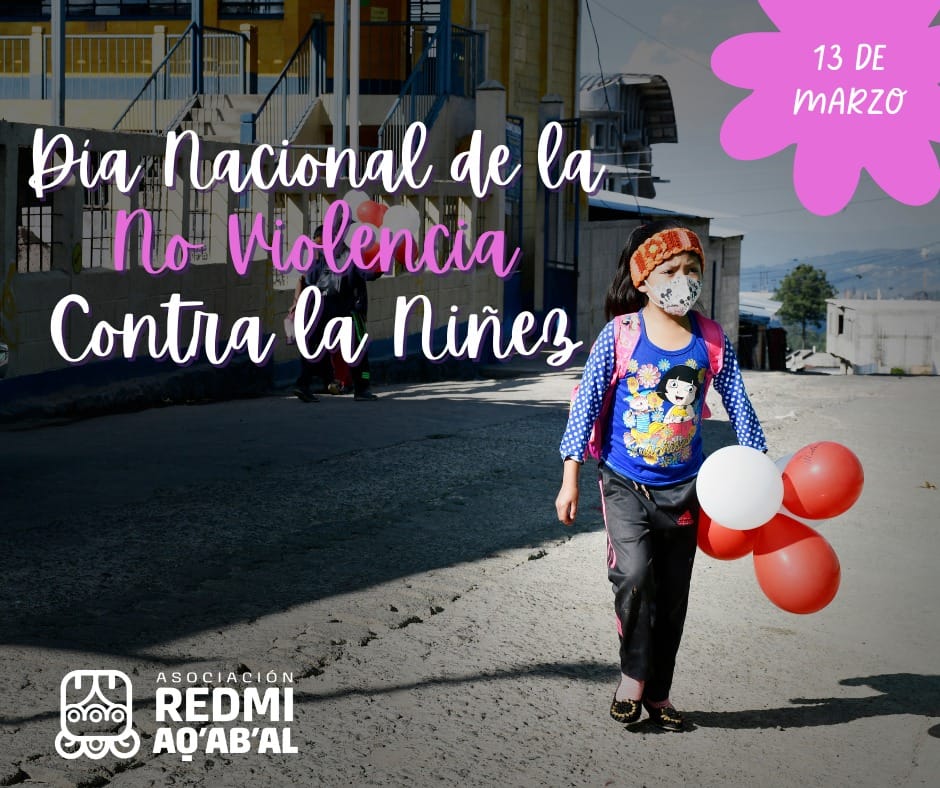 13 DE
MARZO
Día Nacional de la
No Violencia
Contra la Niñez
ASOCIACIÓN
REDMI
AQ'AB'AL